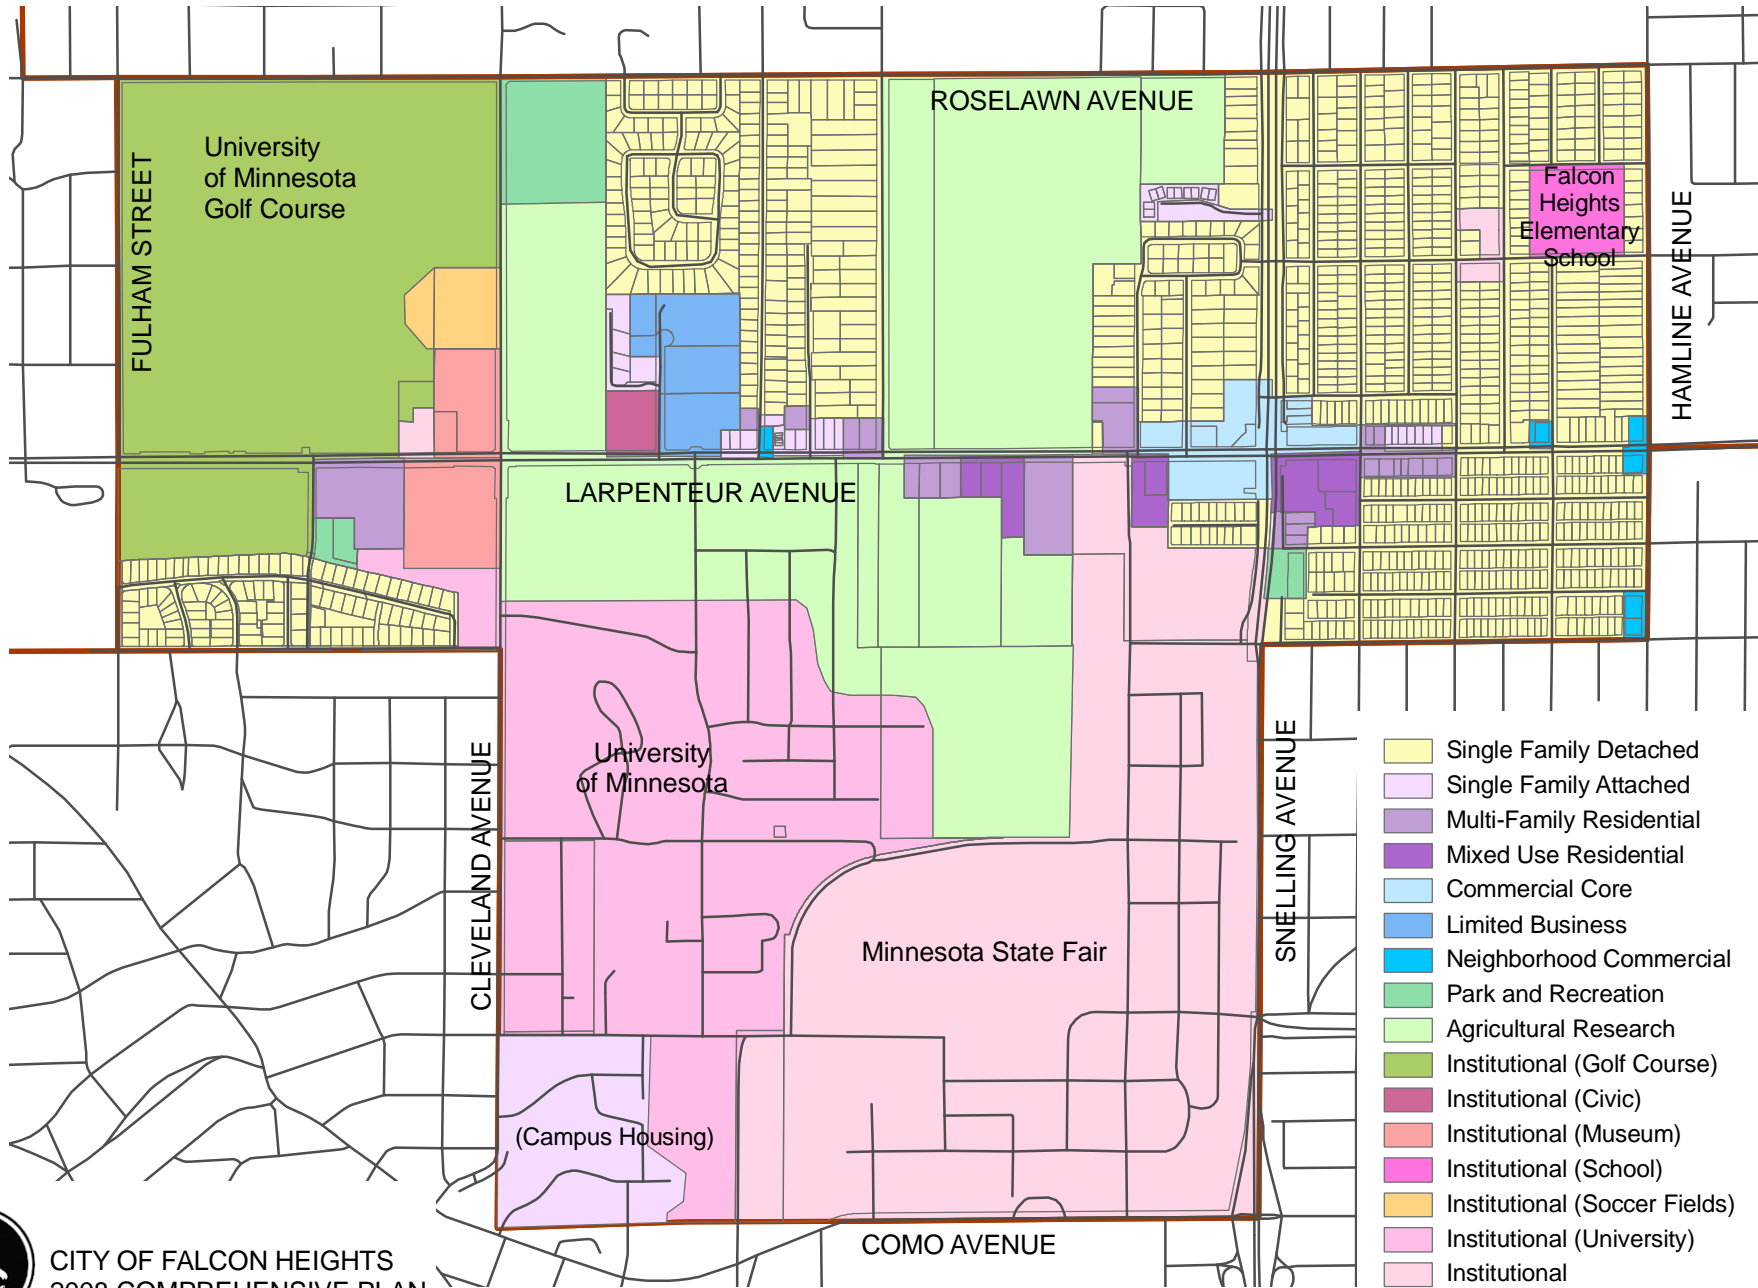 ROSELAWN AVENUE
University
of Minnesota
Golf Course
FULHAM STREET
Falcon
Heights
Elementary
School
HAMLINE AVENUE
LARPENTEUR AVENUE
University
of Minnesota
CLEVELAND AVENUE
SNELLING AVENUE
Minnesota State Fair
(Campus Housing)
COMO AVENUE
Single Family Detached
Single Family Attached
Multi-Family Residential
Mixed Use Residential
Commercial Core
Limited Business
Neighborhood Commercial
Park and Recreation
Agricultural Research
Institutional (Golf Course)
Institutional (Civic)
Institutional (Museum)
Institutional (School)
Institutional (Soccer Fields)
Institutional (University)
Institutional
CITY OF FALCON HEIGHTS
2008 COMPREHENSIVE PLAN